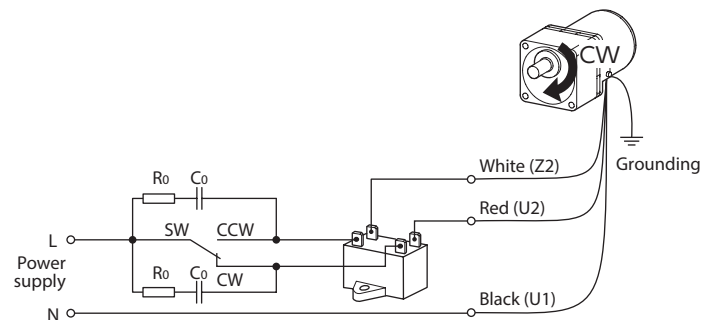 CW
White (Z2)
Grounding
R0 C0
Red (U2)
SW CCW
L
Power
supply
R0 C0 CW
Black (U1)
N